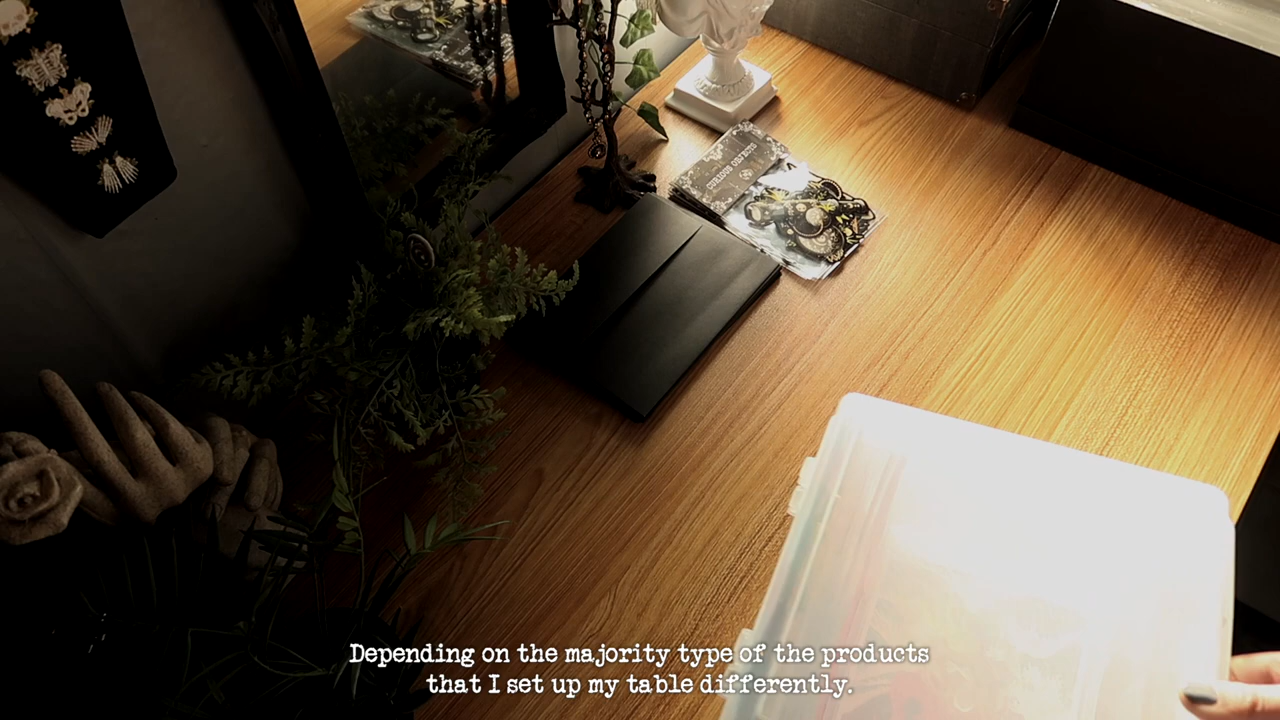 CURIOUS OBJECTS
Depending on the majority type of the products
that I set up my table differently.